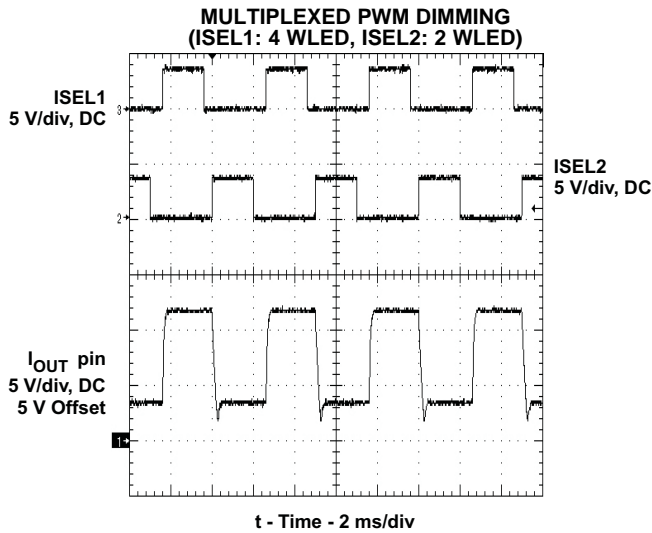 MULTIPLEXED PWM DIMMING
(ISEL1: 4 WLED, ISEL2: 2 WLED)
ISEL1
5 V/div, DC
3
ISEL2
5 V/div, DC
2
IOUT pin
5 V/div, DC
5 V Offset
1
t - Time - 2 ms/div